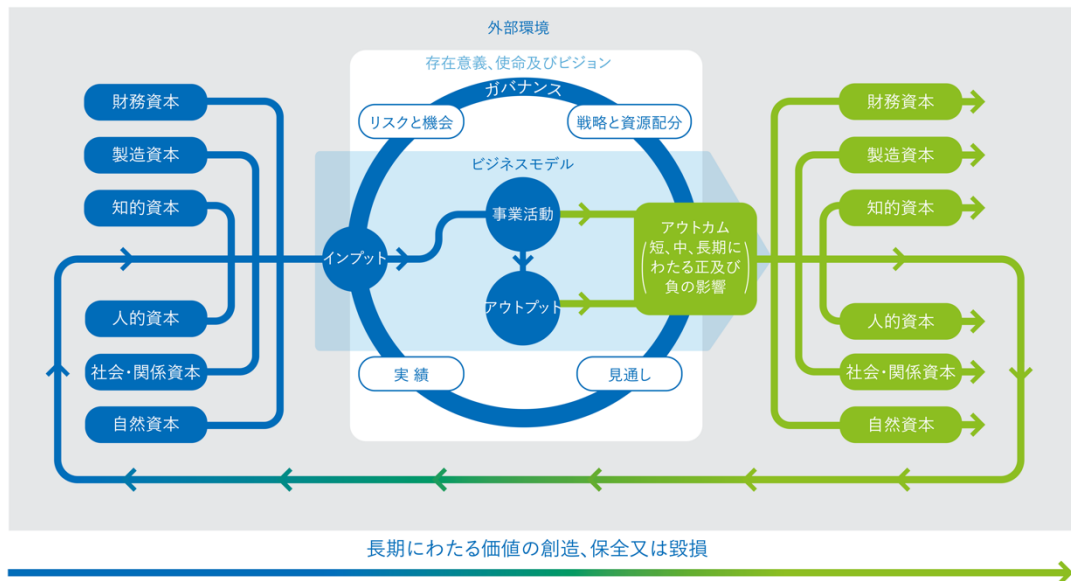 外部環境
存在意義、使命及びビジョン
ガバナンス
リスクと機会
戦略と資源配分
財務資本
製造資本
知的資本
人的資本
社会・関係資本
自然資本
ビジネスモデル
インプット
事業活動
アウトプット
アウトカム
(短、中、長期に
わたる正及び
負の影響)
実績
見通し
財務資本
製造資本
知的資本
人的資本
社会・関係資本
自然資本
長期にわたる価値の創造、保全又は毀損